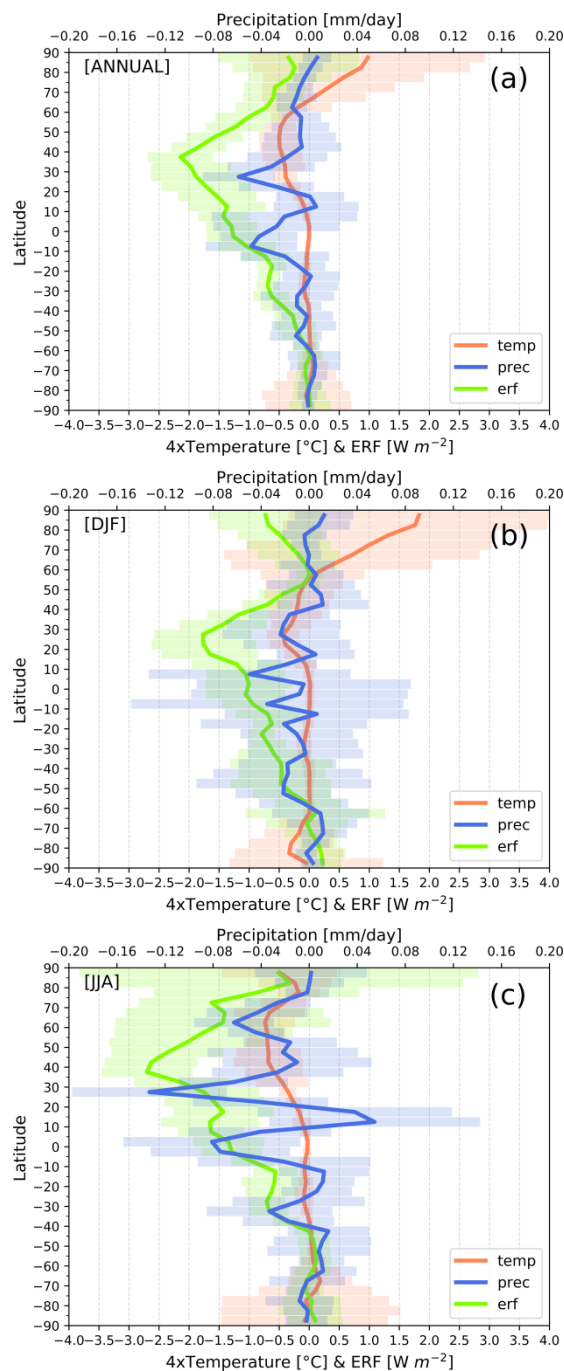 Precipitation [mm/day]
-0.20 -0.16 -0.12 -0.08 -0.04 0.00 0.04 0.08 0.12 0.16 0.20
[ANNUAL]
(a)
90
80
70
60
50
40
30
20
10
0
−10
−20
−30
−40
−50
−60
−70
−80
−90
Latitude
temp
prec
erf
−4.0−3.5−3.0−2.5−2.0−1.5−1.0−0.5 0.0 0.5 1.0 1.5 2.0 2.5 3.0 3.5 4.0
4xTemperature [°C] & ERF [W m⁻²]
Precipitation [mm/day]
-0.20 -0.16 -0.12 -0.08 -0.04 0.00 0.04 0.08 0.12 0.16 0.20
[DJF]
(b)
90
80
70
60
50
40
30
20
10
0
−10
−20
−30
−40
−50
−60
−70
−80
−90
Latitude
temp
prec
erf
−4.0−3.5−3.0−2.5−2.0−1.5−1.0−0.5 0.0 0.5 1.0 1.5 2.0 2.5 3.0 3.5 4.0
4xTemperature [°C] & ERF [W m⁻²]
Precipitation [mm/day]
-0.20 -0.16 -0.12 -0.08 -0.04 0.00 0.04 0.08 0.12 0.16 0.20
[JJA]
(c)
90
80
70
60
50
40
30
20
10
0
−10
−20
−30
−40
−50
−60
−70
−80
−90
Latitude
temp
prec
erf
−4.0−3.5−3.0−2.5−2.0−1.5−1.0−0.5 0.0 0.5 1.0 1.5 2.0 2.5 3.0 3.5 4.0
4xTemperature [°C] & ERF [W m⁻²]